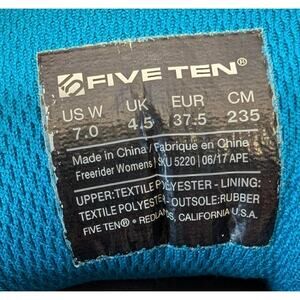 FIVE TEN®
US W UK EUR CM
7.0 4.5 37.5 235
Made in China / Fabriqué en Chine
Freerider Womens | SKU 5220 | 06/17 APE
UPPER:TEXTILE POLYESTER - LINING:
TEXTILE POLYESTER - OUTSOLE:RUBBER
FIVE TEN® • REDLANDS, CALIFORNIA U.S.A.